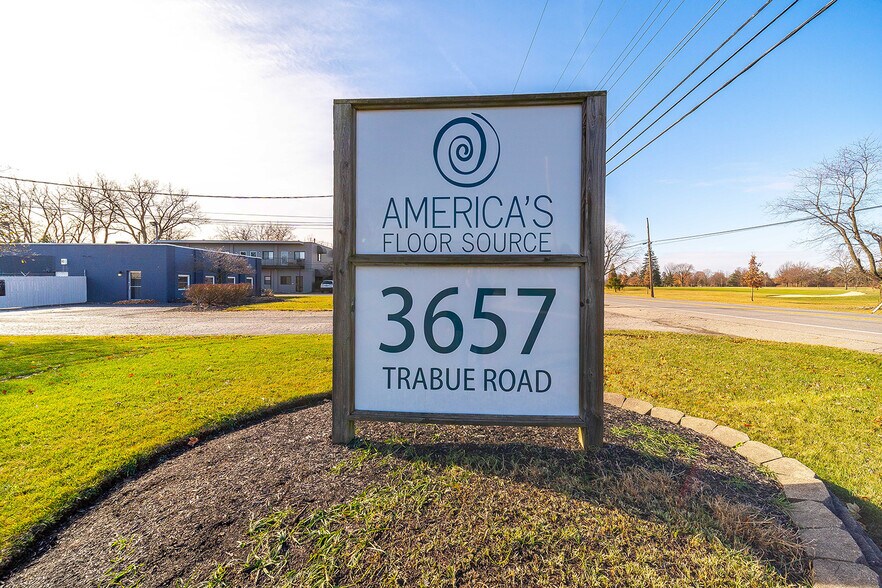 AMERICA'S
FLOOR SOURCE
3657
TRABUE ROAD